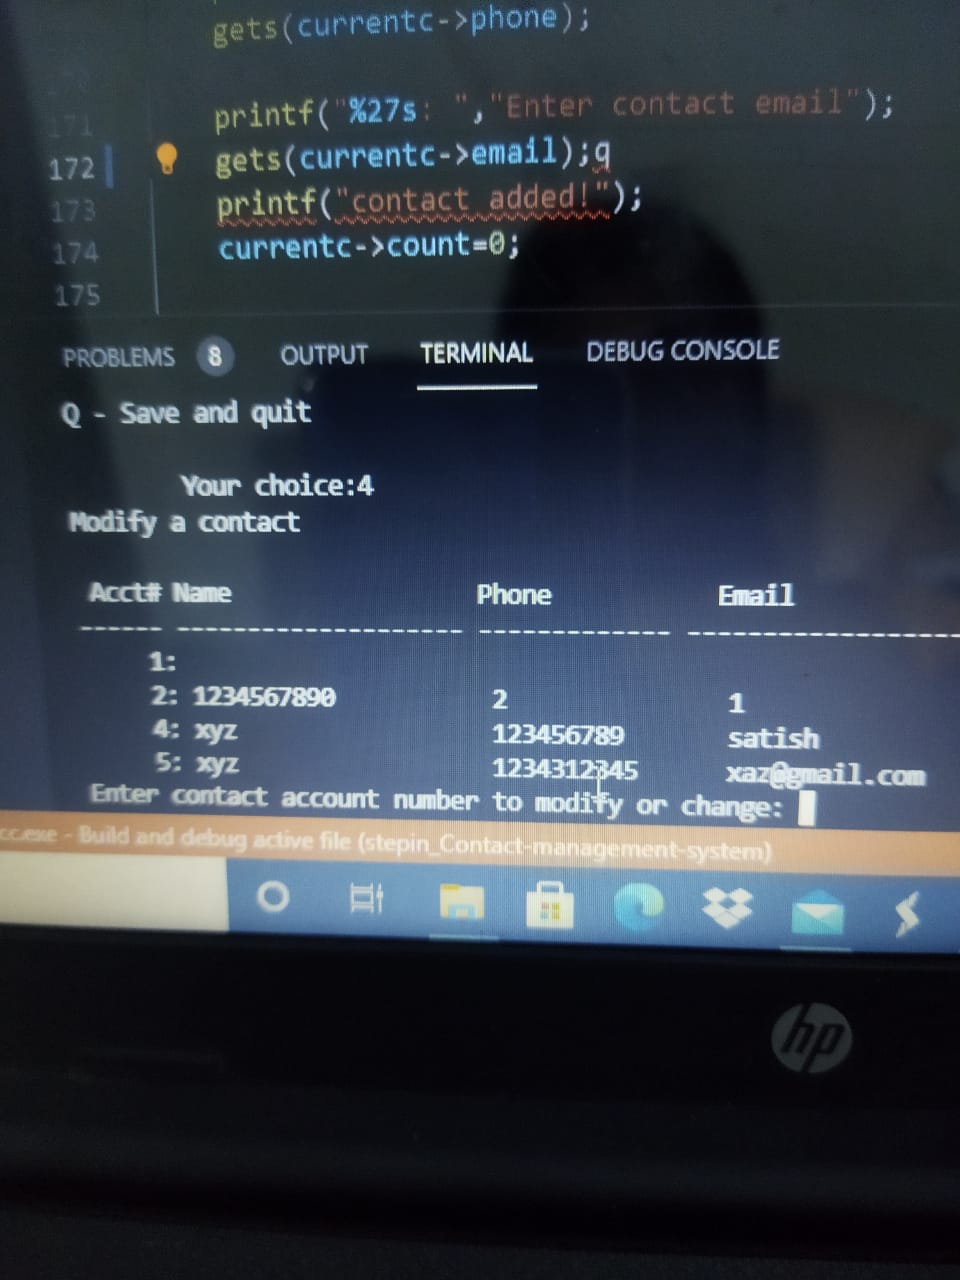 gets(currentc->phone);
171 printf("%27s: ","Enter contact email");
172 gets(currentc->email);q
173 printf("contact added!");
174 currentc->count=0;
175
PROBLEMS 8 OUTPUT TERMINAL DEBUG CONSOLE
Q - Save and quit
Your choice:4
Modify a contact
Acct# Name Phone Email
------ --------------------- -------------- --------------------
1:
2: 1234567890 2 1
4: xyz 123456789 satish
5: xyz 1234312345 xaz@gmail.com
Enter contact account number to modify or change:
cc.exe - Build and debug active file (stepin_Contact-management-system)
hp